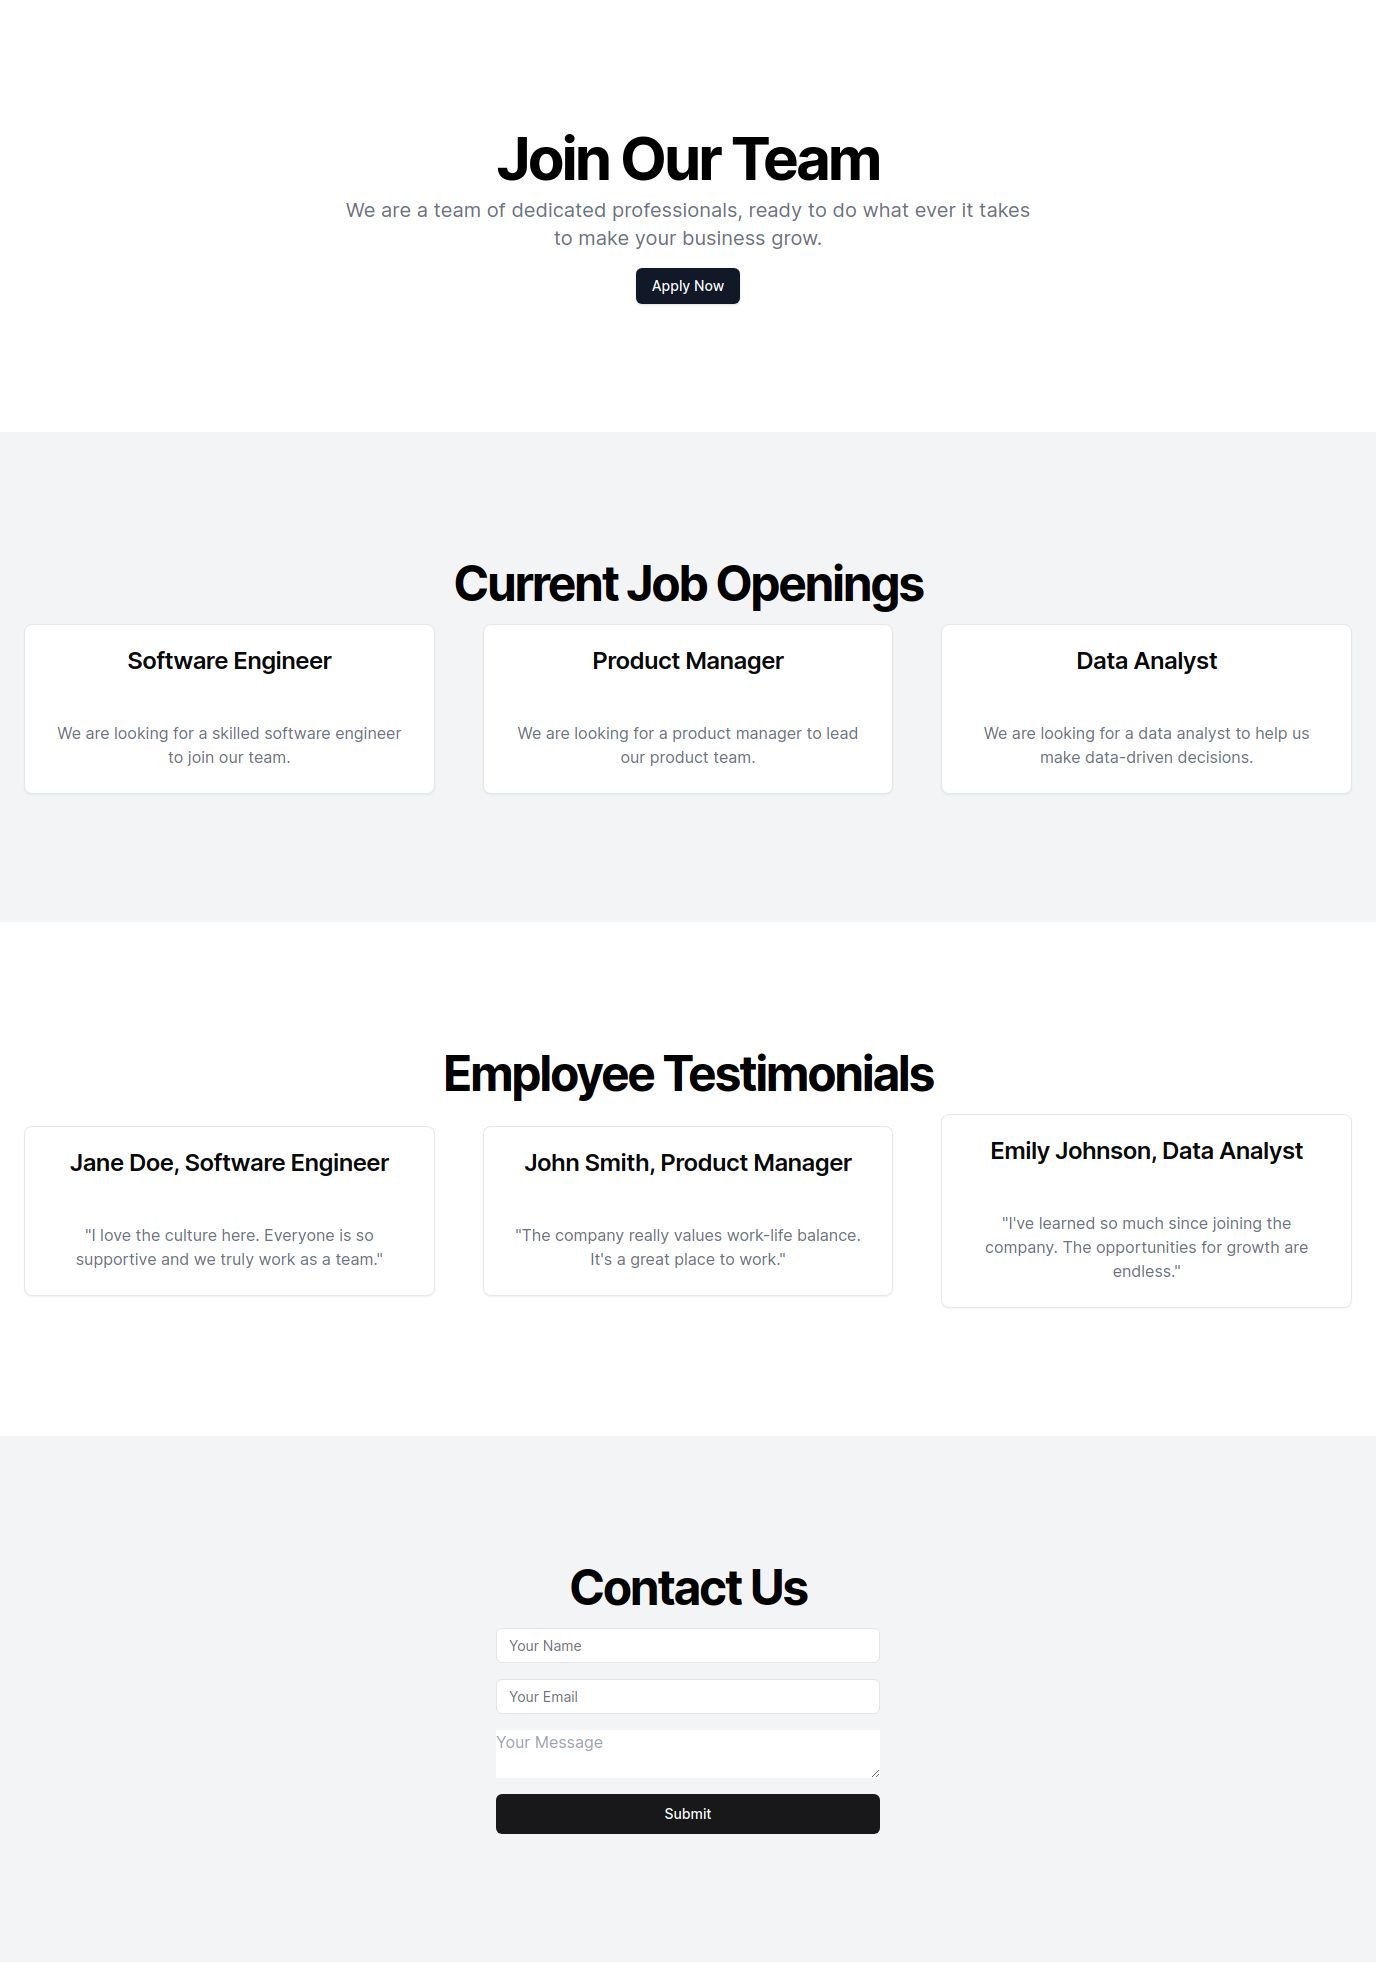 Join Our Team
We are a team of dedicated professionals, ready to do what ever it takes
to make your business grow.
Apply Now
Current Job Openings
Software Engineer
We are looking for a skilled software engineer
to join our team.
Product Manager
We are looking for a product manager to lead
our product team.
Data Analyst
We are looking for a data analyst to help us
make data-driven decisions.
Employee Testimonials
Jane Doe, Software Engineer
"I love the culture here. Everyone is so
supportive and we truly work as a team."
John Smith, Product Manager
"The company really values work-life balance.
It's a great place to work."
Emily Johnson, Data Analyst
"I've learned so much since joining the
company. The opportunities for growth are
endless."
Contact Us
Your Name
Your Email
Your Message
Submit